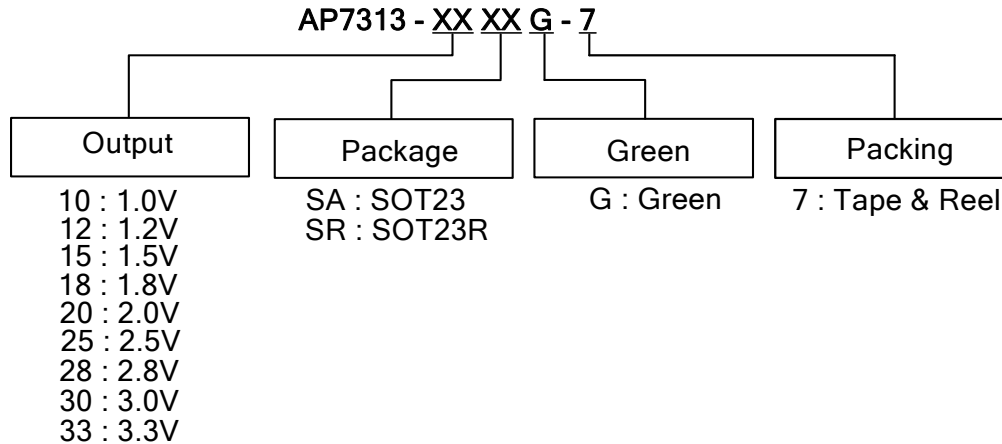 AP7313 - XX XX G - 7
Output
Package
Green
Packing
10 : 1.0V
12 : 1.2V
15 : 1.5V
18 : 1.8V
20 : 2.0V
25 : 2.5V
28 : 2.8V
30 : 3.0V
33 : 3.3V
SA : SOT23
SR : SOT23R
G : Green
7 : Tape & Reel